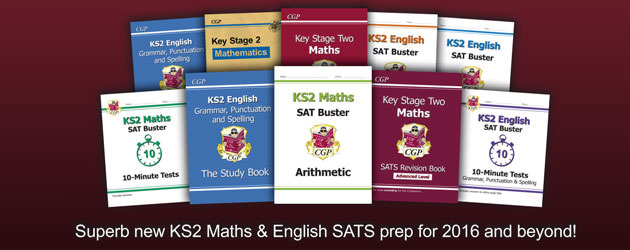 CGP
KS2 English
Grammar, Punctuation
and Spelling
CGP
Key Stage 2
Mathematics
CGP
Key Stage Two
Maths
KS2 English
SAT Buster
KS2 English
SAT Buster
KS2 Maths
SAT Buster
10
10-Minute Tests
CGP
KS2 English
Grammar, Punctuation
and Spelling
CGP
The Study Book
KS2 Maths
SAT Buster
CGP
Arithmetic
CGP
Key Stage Two
Maths
CGP
SATS Revision Book
Advanced Level
KS2 English
SAT Buster
10
10-Minute Tests
Grammar, Punctuation & Spelling
Superb new KS2 Maths & English SATS prep for 2016 and beyond!